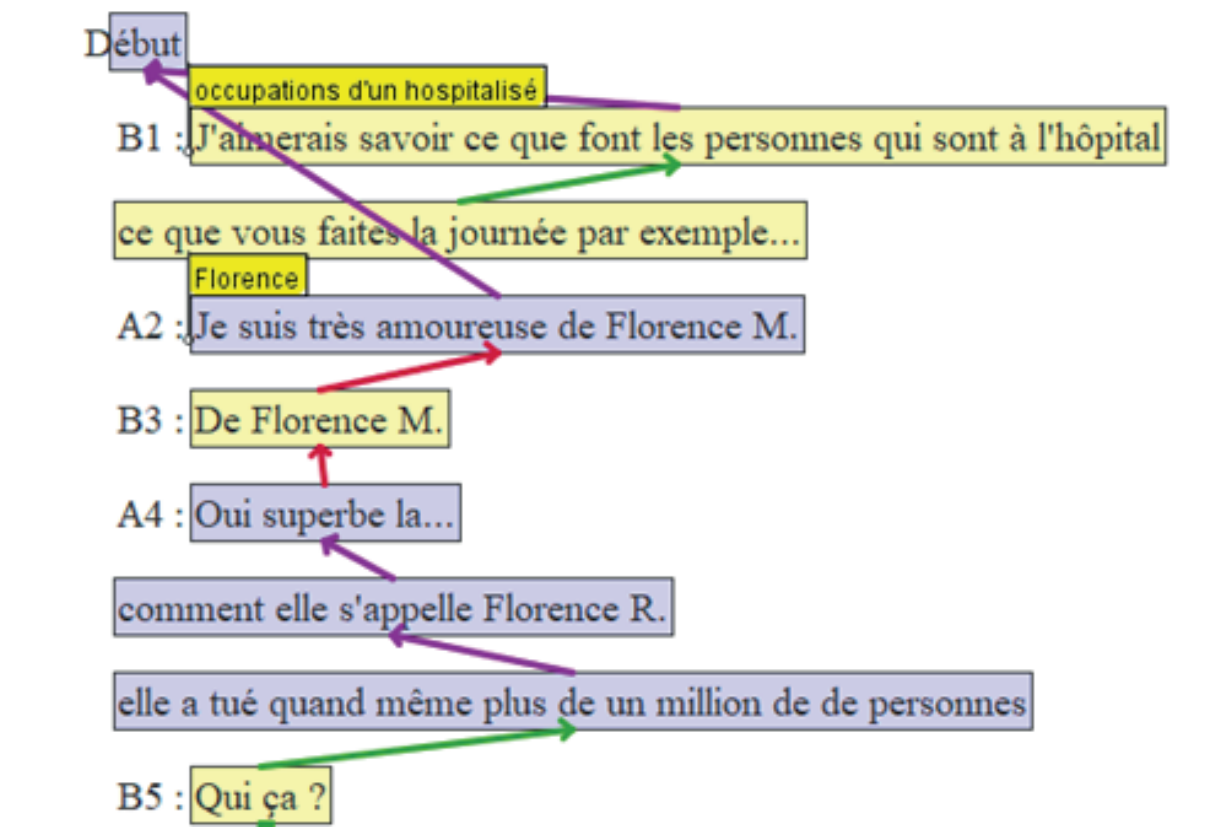 Début
occupations d'un hospitalisé
B1 : J'aimerais savoir ce que font les personnes qui sont à l'hôpital
ce que vous faites la journée par exemple...
Florence
A2 : Je suis très amoureuse de Florence M.
B3 : De Florence M.
A4 : Oui superbe la...
comment elle s'appelle Florence R.
elle a tué quand même plus de un million de de personnes
B5 : Qui ça ?